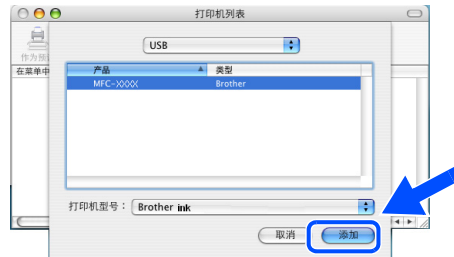 打印机列表
作为预
在菜单中
USB
产品 类型
MFC-XXXX Brother
打印机型号： Brother ink
取消 添加